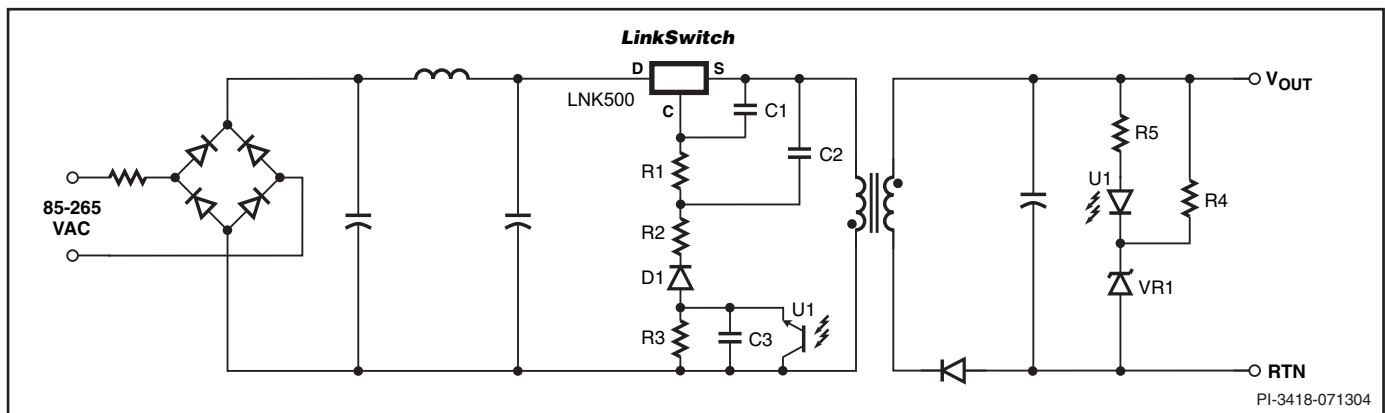 LinkSwitch
D
S
LNK500
C
C1
C2
R1
R2
D1
R3
C3
U1
85-265
VAC
VOUT
R5
U1
R4
VR1
RTN
PI-3418-071304